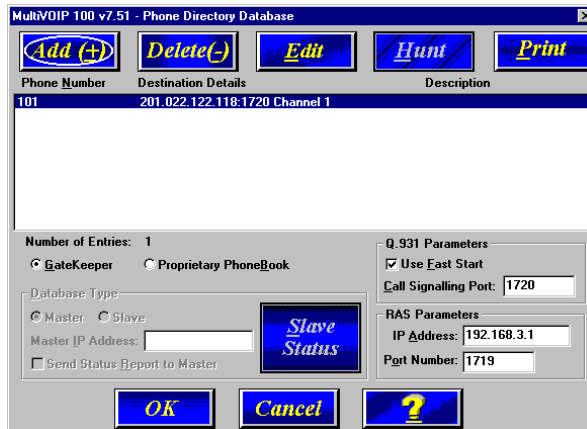 MultiVOIP 100 v7.51 - Phone Directory Database
Add (+) Delete(-) Edit Hunt Print
Phone Number Destination Details Description
101 201.022.122.118:1720 Channel 1
Number of Entries: 1
GateKeeper Proprietary PhoneBook
Database Type
Master Slave
Master IP Address:
Send Status Report to Master
Slave Status
Q.931 Parameters
Use Fast Start
Call Signalling Port: 1720
RAS Parameters
IP Address: 192.168.3.1
Port Number: 1719
OK Cancel ?